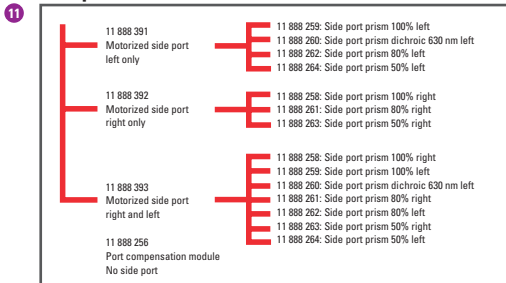 11
11 888 391
Motorized side port
left only
11 888 259: Side port prism 100% left
11 888 260: Side port prism dichroic 630 nm left
11 888 262: Side port prism 80% left
11 888 264: Side port prism 50% left
11 888 392
Motorized side port
right only
11 888 258: Side port prism 100% right
11 888 261: Side port prism 80% right
11 888 263: Side port prism 50% right
11 888 393
Motorized side port
right and left
11 888 258: Side port prism 100% right
11 888 259: Side port prism 100% left
11 888 260: Side port prism dichroic 630 nm left
11 888 261: Side port prism 80% right
11 888 262: Side port prism 80% left
11 888 263: Side port prism 50% right
11 888 264: Side port prism 50% left
11 888 256
Port compensation module
No side port